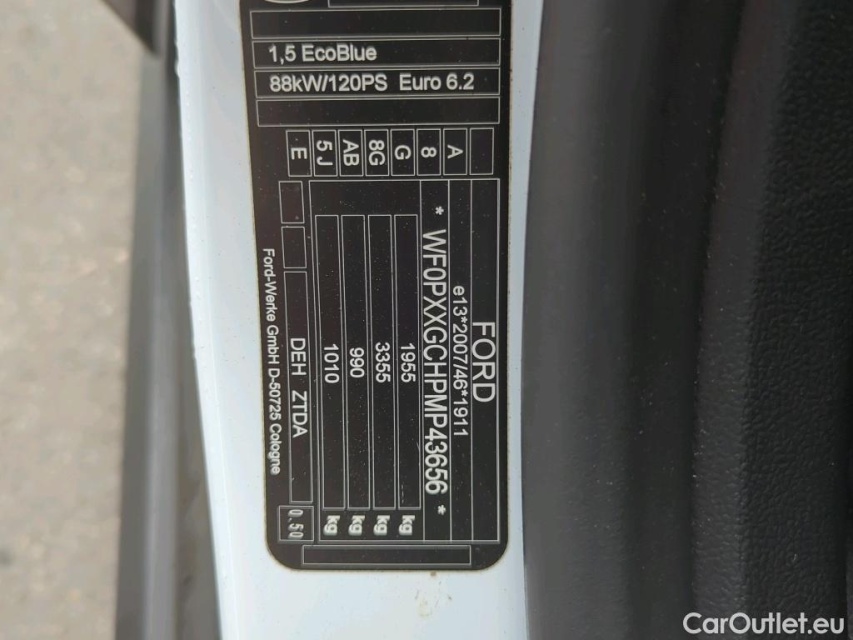 1,5 EcoBlue
88kW/120PS Euro 6.2
E 5J AB 8G G 8 A
FORD
e13*2007/46*1911
* WF0PXXGCHPMP43656 *
1955 kg
3355 kg
990 kg
1010 kg
DEH ZTDA 0.50
Ford-Werke GmbH D-50725 Cologne
CarOutlet.eu